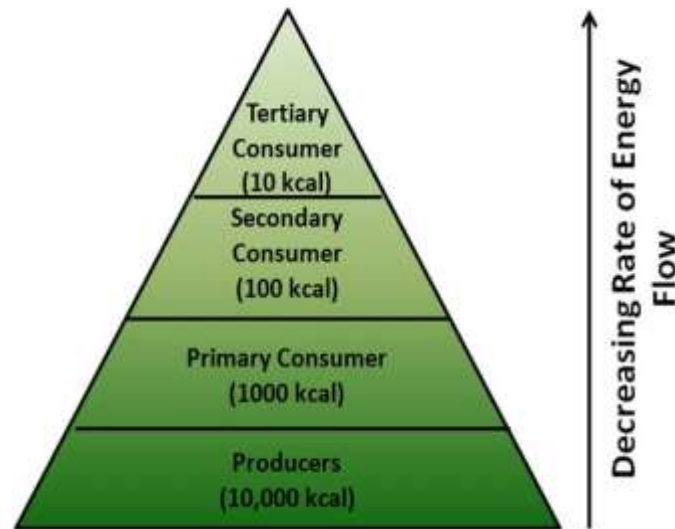 Tertiary
Consumer
(10 kcal)
Secondary
Consumer
(100 kcal)
Primary Consumer
(1000 kcal)
Producers
(10,000 kcal)
Decreasing Rate of Energy
Flow